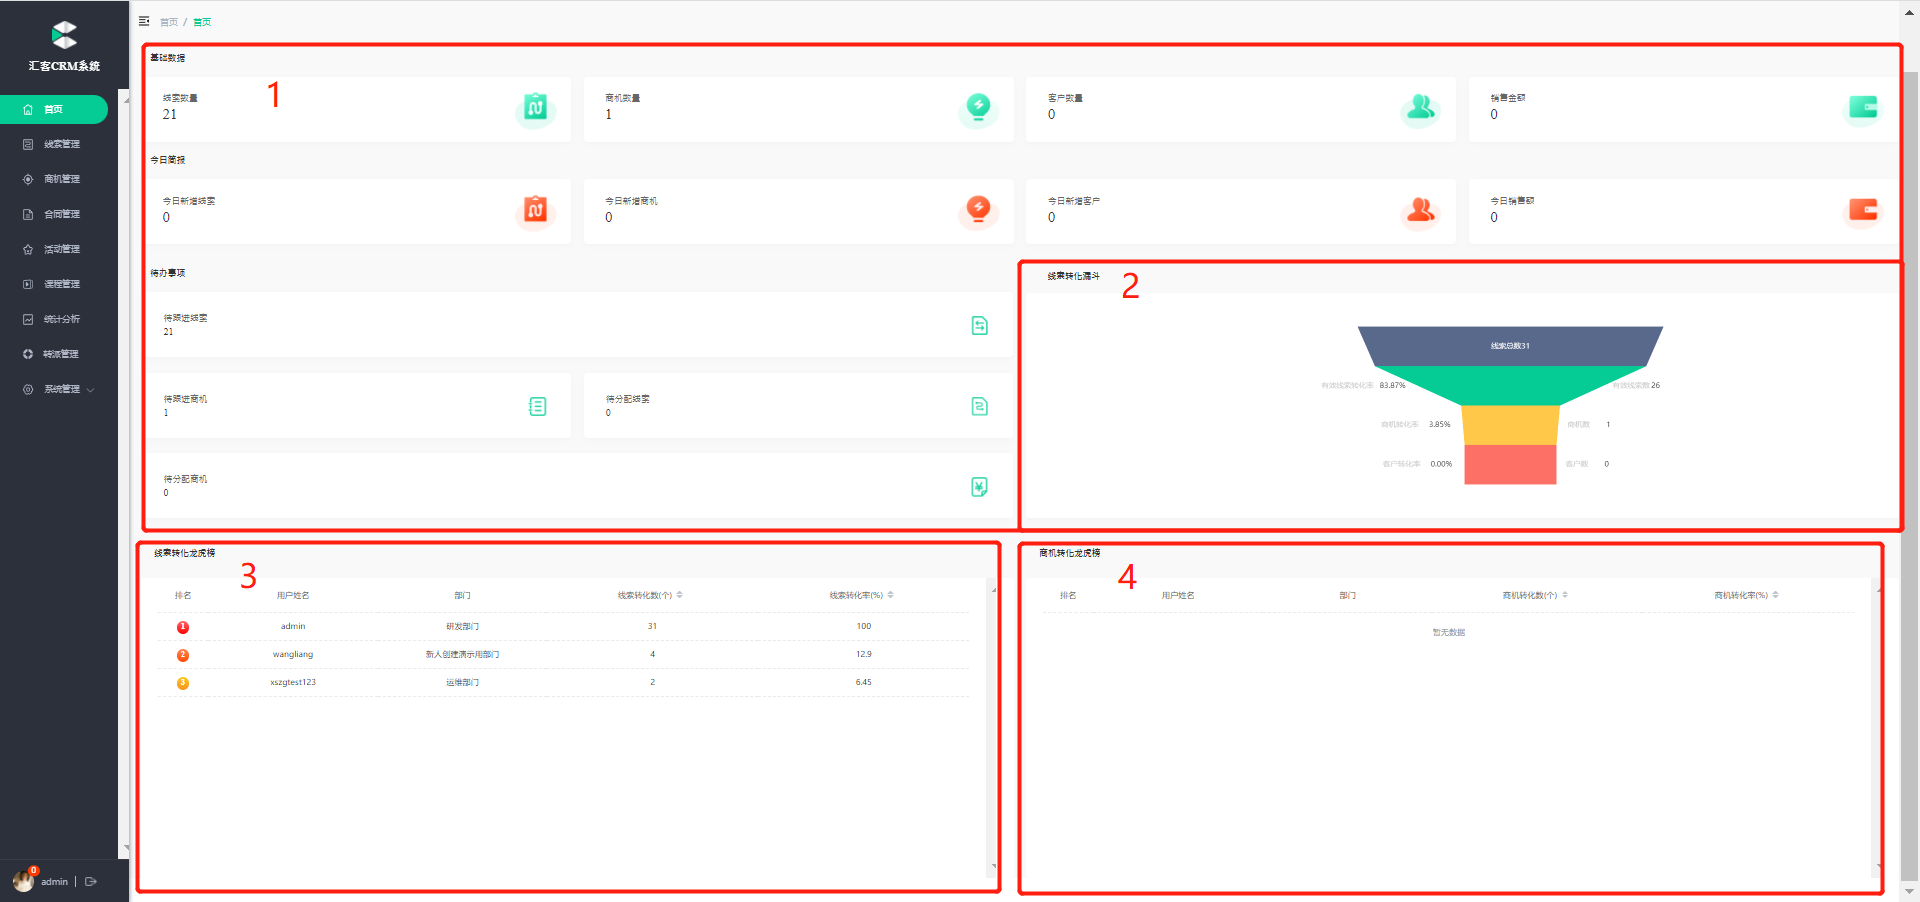 首页 / 首页
汇客CRM系统
首页
线索管理
商机管理
合同管理
活动管理
课程管理
统计分析
转派管理
系统管理
0
admin
基础数据
1
线索数量
21
商机数量
1
客户数量
0
销售金额
0
今日简报
今日新增线索
0
今日新增商机
0
今日新增客户
0
今日销售额
0
待办事项
待跟进线索
21
待跟进商机
1
待分配线索
0
待分配商机
0
线索转化漏斗
2
线索总数31
有效线索转化率 83.87% 有效线索数 26
商机转化率 3.85% 商机数 1
客户转化率 0.00% 客户数 0
线索转化龙虎榜
3
排名 用户姓名 部门 线索转化数(个) 线索转化率(%)
1 admin 研发部门 31 100
2 wangliang 新人创建演示用部门 4 12.9
3 xszgtest123 运维部门 2 6.45
商机转化龙虎榜
4
排名 用户姓名 部门 商机转化数(个) 商机转化率(%)
暂无数据